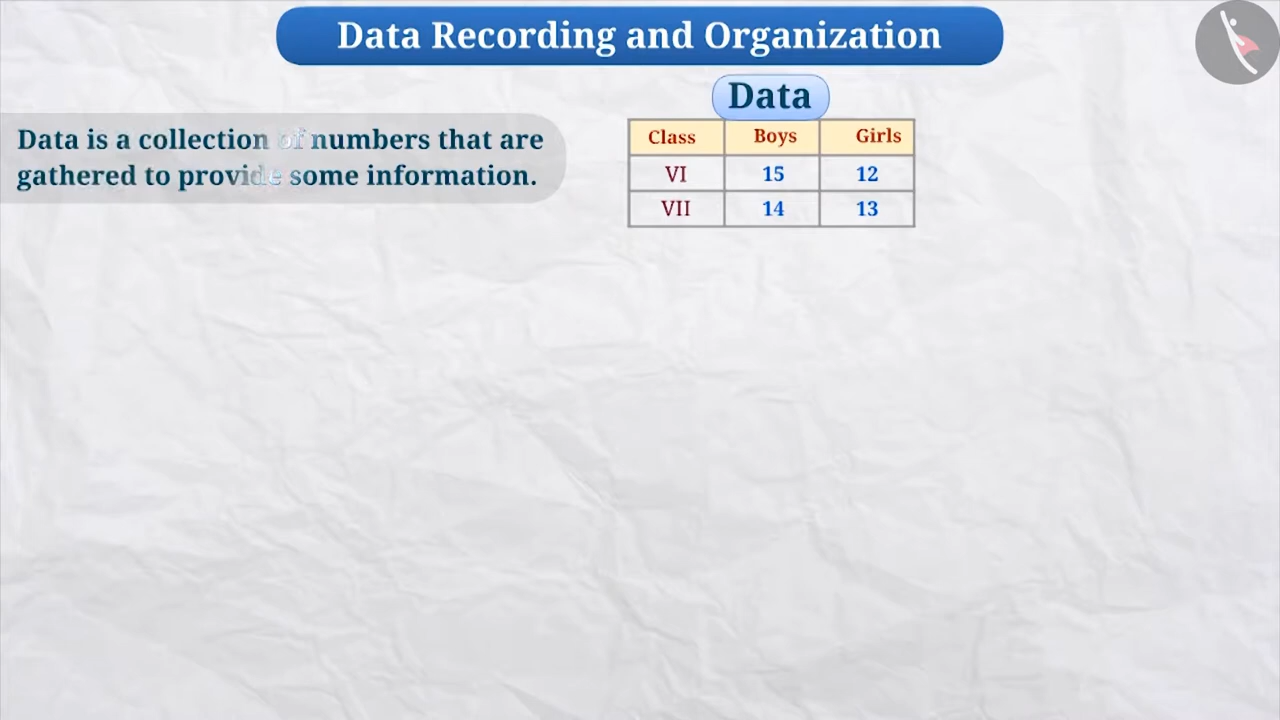 Data Recording and Organization
Data is a collection of numbers that are
gathered to provide some information.
Data
Class Boys Girls
VI 15 12
VII 14 13